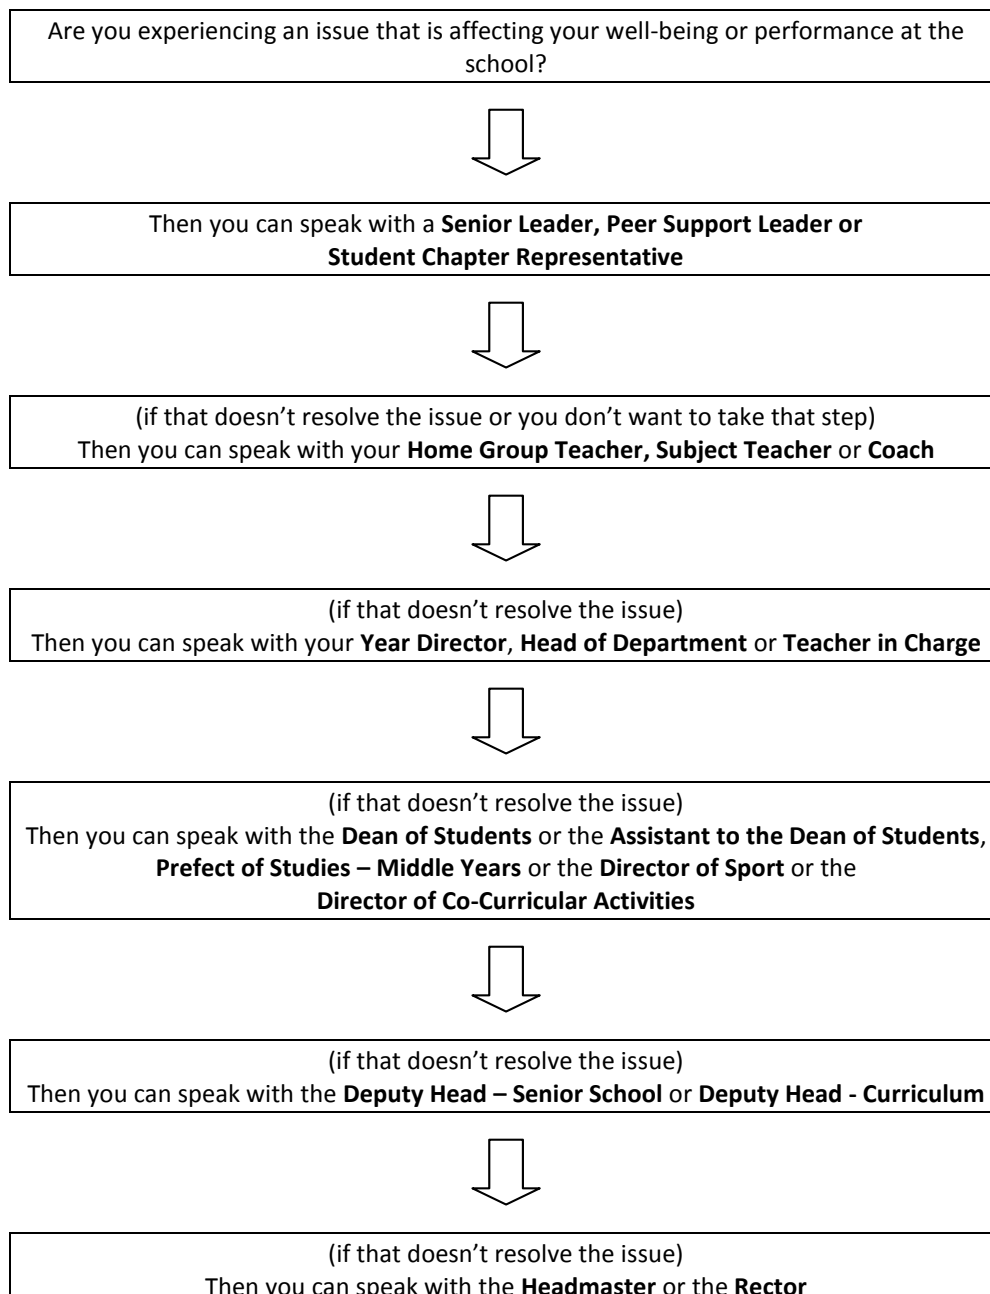 Are you experiencing an issue that is affecting your well-being or performance at the
school?
Then you can speak with a Senior Leader, Peer Support Leader or
Student Chapter Representative
(if that doesn’t resolve the issue or you don’t want to take that step)
Then you can speak with your Home Group Teacher, Subject Teacher or Coach
(if that doesn’t resolve the issue)
Then you can speak with your Year Director, Head of Department or Teacher in Charge
(if that doesn’t resolve the issue)
Then you can speak with the Dean of Students or the Assistant to the Dean of Students,
Prefect of Studies – Middle Years or the Director of Sport or the
Director of Co-Curricular Activities
(if that doesn’t resolve the issue)
Then you can speak with the Deputy Head – Senior School or Deputy Head - Curriculum
(if that doesn’t resolve the issue)
Then you can speak with the Headmaster or the Rector